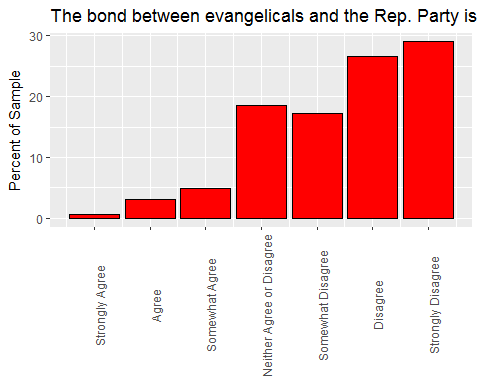 The bond between evangelicals and the Rep. Party is
Percent of Sample
30
20
10
0
Strongly Agree
Agree
Somewhat Agree
Neither Agree or Disagree
Somewhat Disagree
Disagree
Strongly Disagree